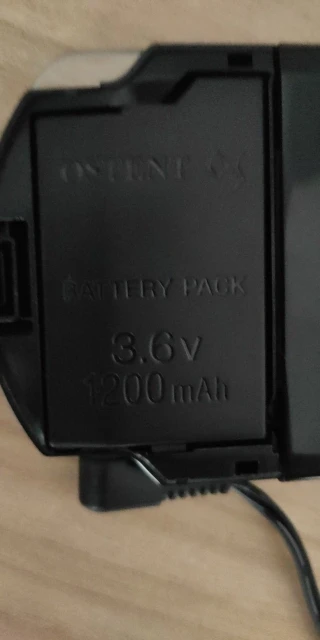 OSTENT
BATTERY PACK
3.6V
1200mAh